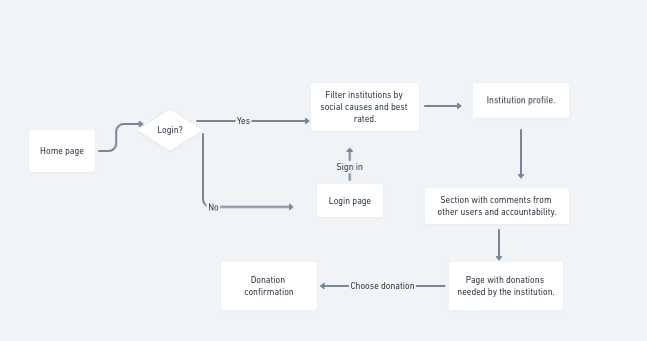 Home page
Login?
Yes
No
Filter institutions by
social causes and best
rated.
Sign in
Login page
Institution profile.
Section with comments from
other users and accountability.
Page with donations
needed by the institution.
Choose donation
Donation
confirmation